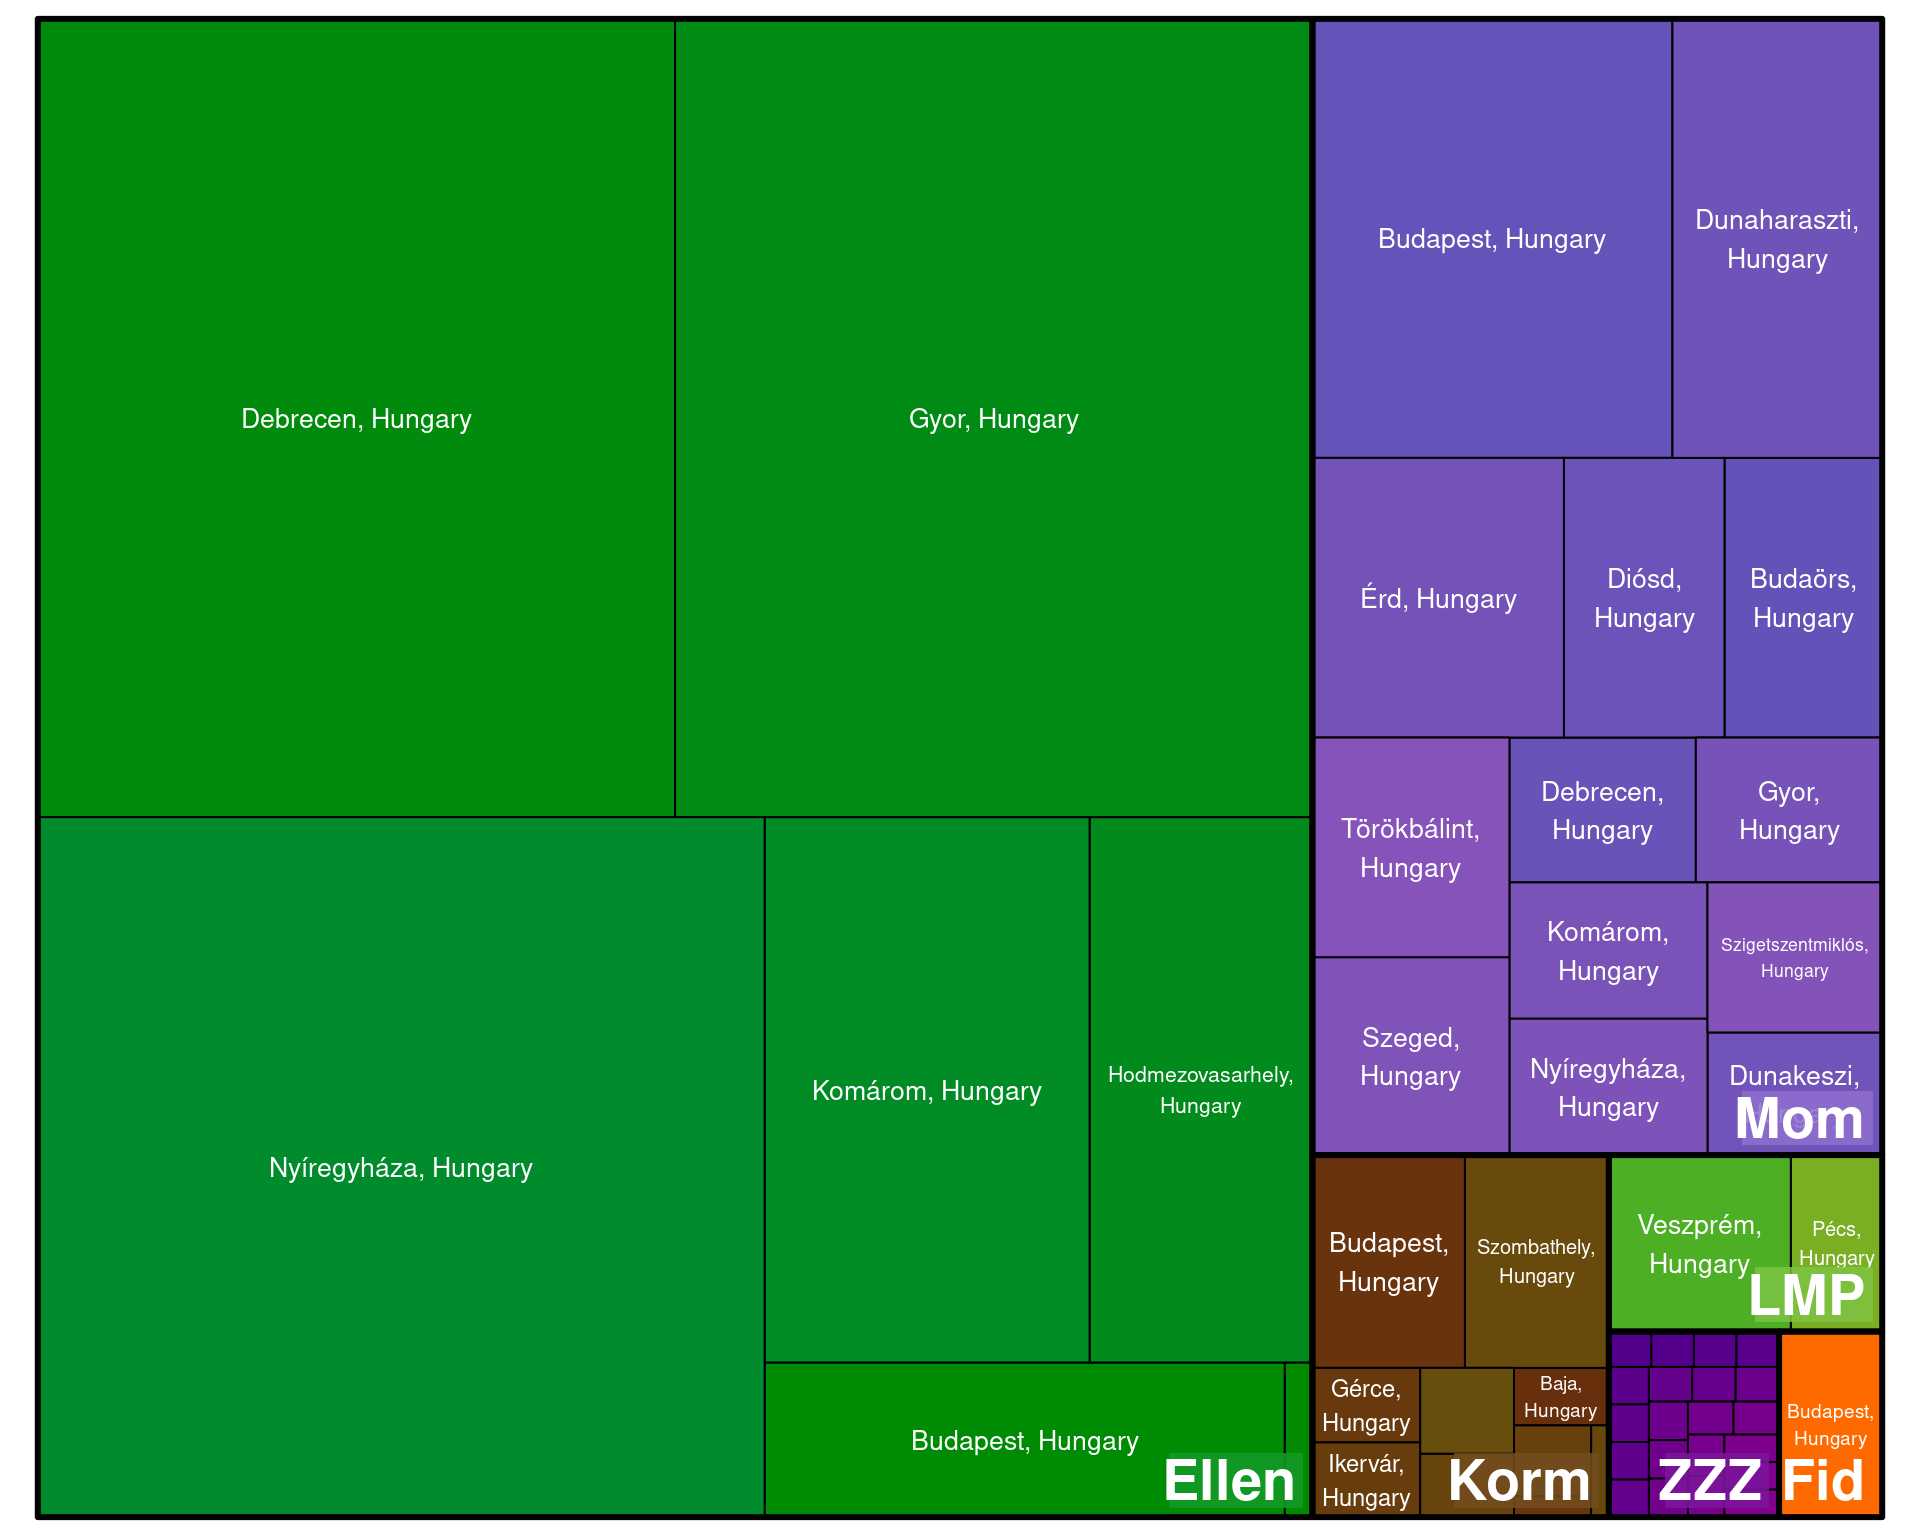 Debrecen, Hungary
Gyor, Hungary
Nyíregyháza, Hungary
Komárom, Hungary
Hodmezovasarhely,
Hungary
Budapest, Hungary
Ellen
Budapest, Hungary
Dunaharaszti,
Hungary
Érd, Hungary
Diósd,
Hungary
Budaörs,
Hungary
Törökbálint,
Hungary
Debrecen,
Hungary
Gyor,
Hungary
Szeged,
Hungary
Komárom,
Hungary
Szigetszentmiklós,
Hungary
Nyíregyháza,
Hungary
Dunakeszi,
Mom
Budapest,
Hungary
Szombathely,
Hungary
Gérce,
Hungary
Ikervár,
Hungary
Baja,
Hungary
Korm
Veszprém,
Hungary
Pécs,
Hungary
LMP
ZZZ
Budapest,
Hungary
Fid